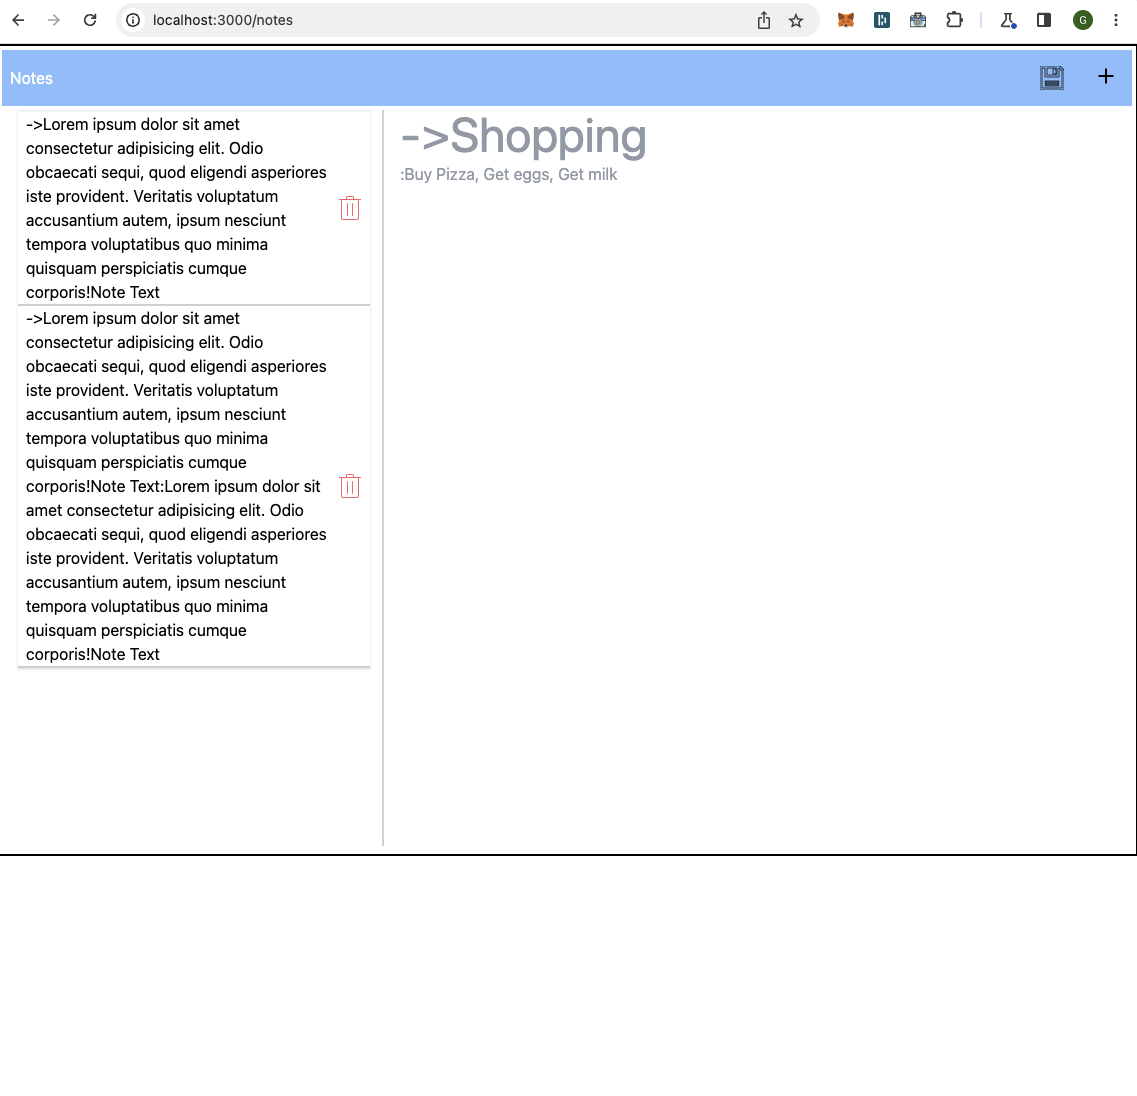 localhost:3000/notes
G
Notes
->Lorem ipsum dolor sit amet
consectetur adipisicing elit. Odio
obcaecati sequi, quod eligendi asperiores
iste provident. Veritatis voluptatum
accusantium autem, ipsum nesciunt
tempora voluptatibus quo minima
quisquam perspiciatis cumque
corporis!Note Text
->Lorem ipsum dolor sit amet
consectetur adipisicing elit. Odio
obcaecati sequi, quod eligendi asperiores
iste provident. Veritatis voluptatum
accusantium autem, ipsum nesciunt
tempora voluptatibus quo minima
quisquam perspiciatis cumque
corporis!Note Text:Lorem ipsum dolor sit
amet consectetur adipisicing elit. Odio
obcaecati sequi, quod eligendi asperiores
iste provident. Veritatis voluptatum
accusantium autem, ipsum nesciunt
tempora voluptatibus quo minima
quisquam perspiciatis cumque
corporis!Note Text
->Shopping
:Buy Pizza, Get eggs, Get milk